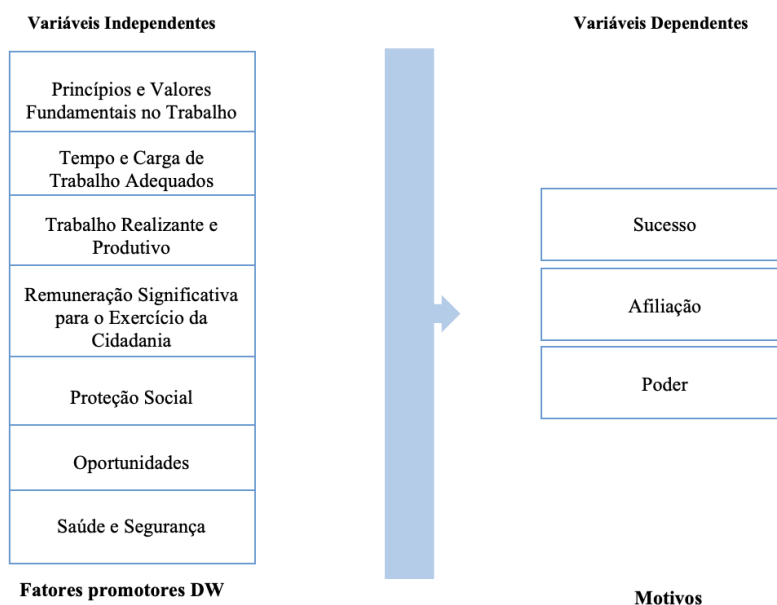 Variáveis Independentes
Princípios e Valores
Fundamentais no Trabalho
Tempo e Carga de
Trabalho Adequados
Trabalho Realizante e
Produtivo
Remuneração Significativa
para o Exercício da
Cidadania
Proteção Social
Oportunidades
Saúde e Segurança
Fatores promotores DW
Variáveis Dependentes
Sucesso
Afiliação
Poder
Motivos